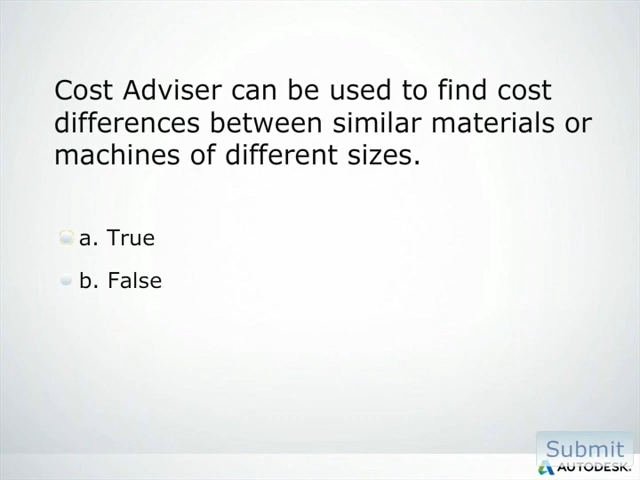 Cost Adviser can be used to find cost
differences between similar materials or
machines of different sizes.
a. True
b. False
Submit
AUTODESK.